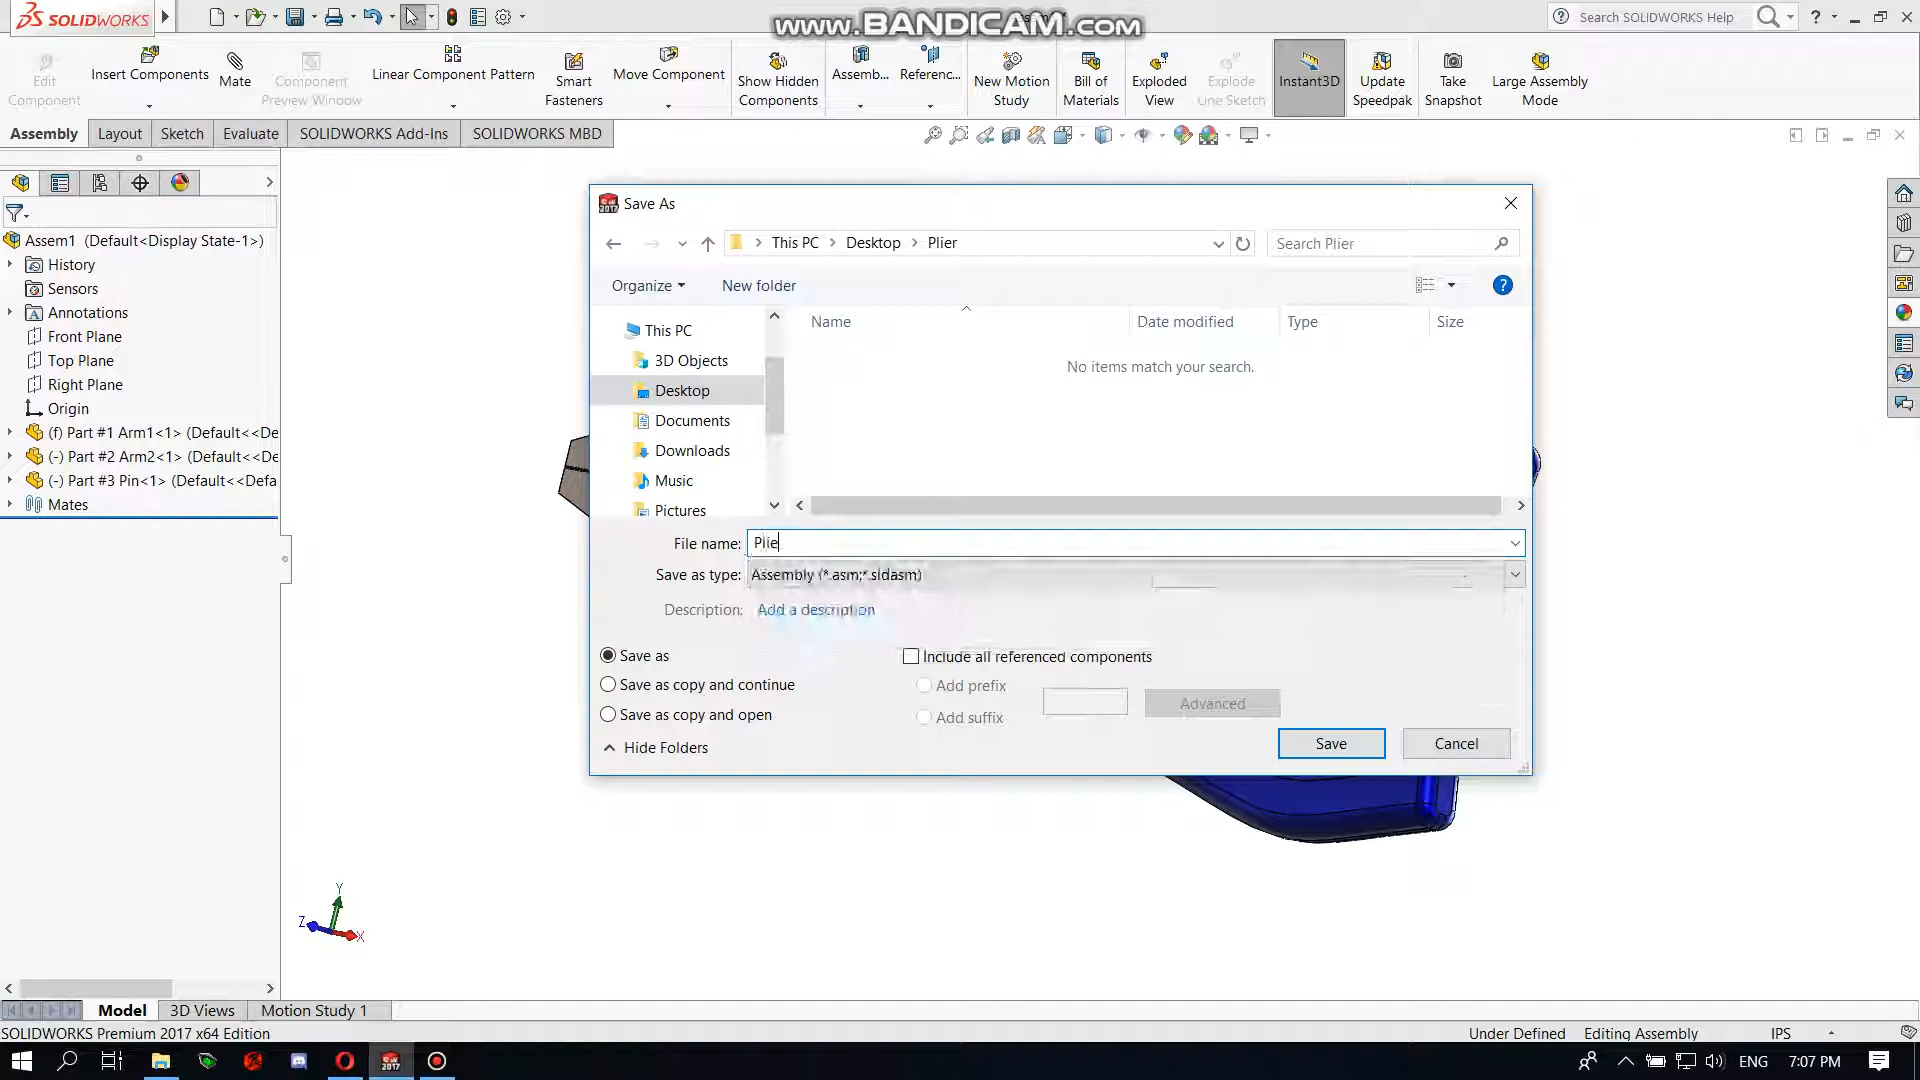 SOLIDWORKS
www.BANDICAM.com
Search SOLIDWORKS Help
Edit Component
Insert Components
Mate
Component Preview Window
Linear Component Pattern
Smart Fasteners
Move Component
Show Hidden Components
Assemb...
Referenc...
New Motion Study
Bill of Materials
Exploded View
Explode Line Sketch
Instant3D
Update Speedpak
Take Snapshot
Large Assembly Mode
Assembly
Layout
Sketch
Evaluate
SOLIDWORKS Add-Ins
SOLIDWORKS MBD
Assem1 (Default<Display State-1>)
History
Sensors
Annotations
Front Plane
Top Plane
Right Plane
Origin
(f) Part #1 Arm1<1> (Default<<De
(-) Part #2 Arm2<1> (Default<<De
(-) Part #3 Pin<1> (Default<<Defa
Mates
Save As
This PC > Desktop > Plier
Search Plier
Organize
New folder
Name
Date modified
Type
Size
This PC
3D Objects
Desktop
Documents
Downloads
Music
Pictures
No items match your search.
File name: Plie
Save as type: Assembly (*.asm;*.sldasm)
Description: Add a description
Save as
Save as copy and continue
Save as copy and open
Include all referenced components
Add prefix
Add suffix
Advanced
Hide Folders
Save
Cancel
Y
Z
X
Model
3D Views
Motion Study 1
SOLIDWORKS Premium 2017 x64 Edition
Under Defined
Editing Assembly
IPS
ENG
7:07 PM